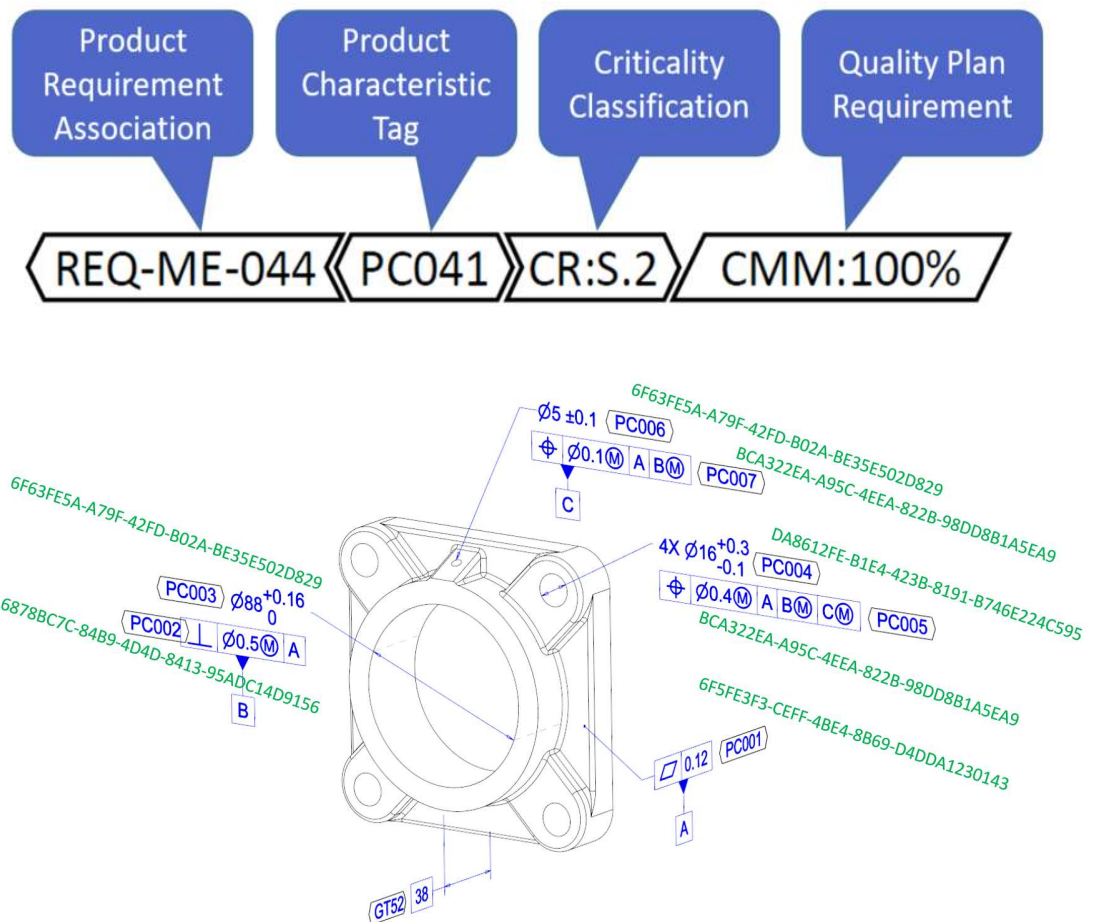 Product
Requirement
Association
Product
Characteristic
Tag
Criticality
Classification
Quality Plan
Requirement
REQ-ME-044
PC041
CR:S.2
CMM:100%
6F63FE5A-A79F-42FD-B02A-BE35E502D829
Ø5 ±0.1 PC006
BCA322EA-A95C-4EEA-822B-98DD8B1A5EA9
⌖ Ø0.1Ⓜ A BⓂ PC007
C
6F63FE5A-A79F-42FD-B02A-BE35E502D829
DA8612FE-B1E4-423B-8191-B746E224C595
4X Ø16 +0.3
-0.1 PC004
⌖ Ø0.4Ⓜ A BⓂ CⓂ PC005
PC003 Ø88 +0.16
0
6878BC7C-84B9-4D4D-8413-95ADC14D9156
PC002 ⟂ Ø0.5Ⓜ A
B
BCA322EA-A95C-4EEA-822B-98DD8B1A5EA9
6F5FE3F3-CEFF-4BE4-8B69-D4DDA1230143
⏥ 0.12 PC001
A
GT52 38